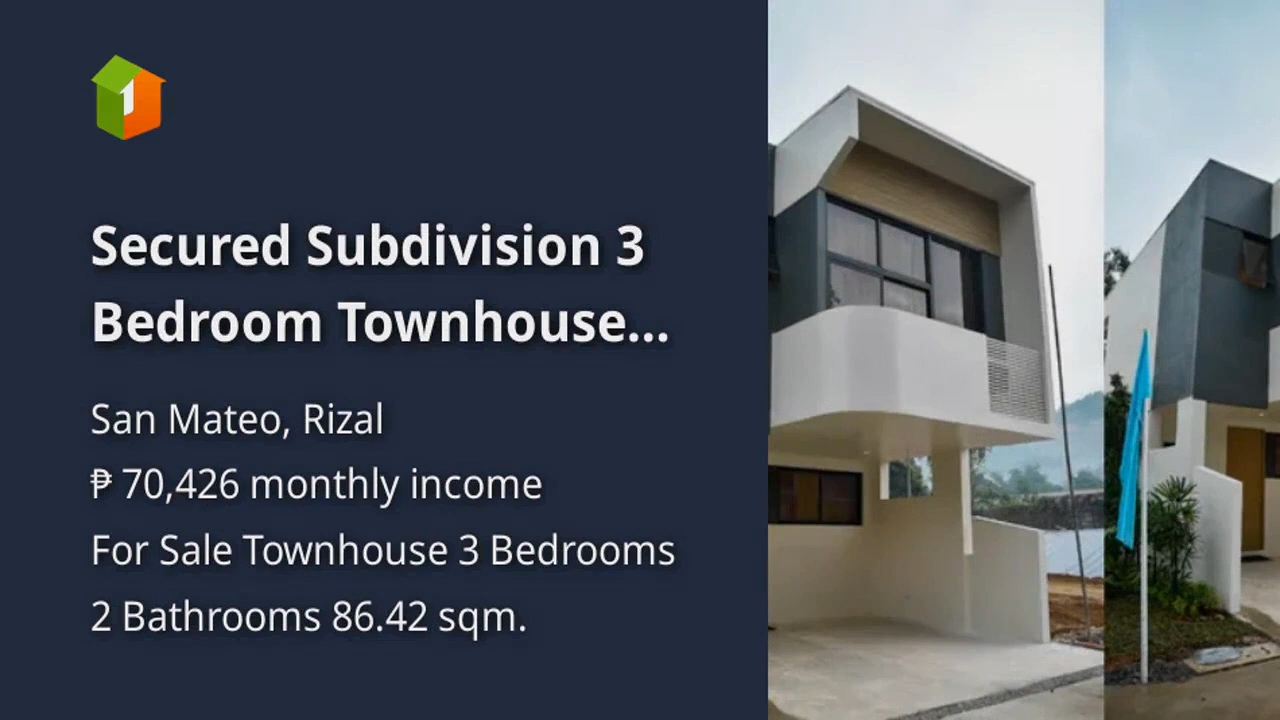 Secured Subdivision 3
Bedroom Townhouse...
San Mateo, Rizal
₱ 70,426 monthly income
For Sale Townhouse 3 Bedrooms
2 Bathrooms 86.42 sqm.